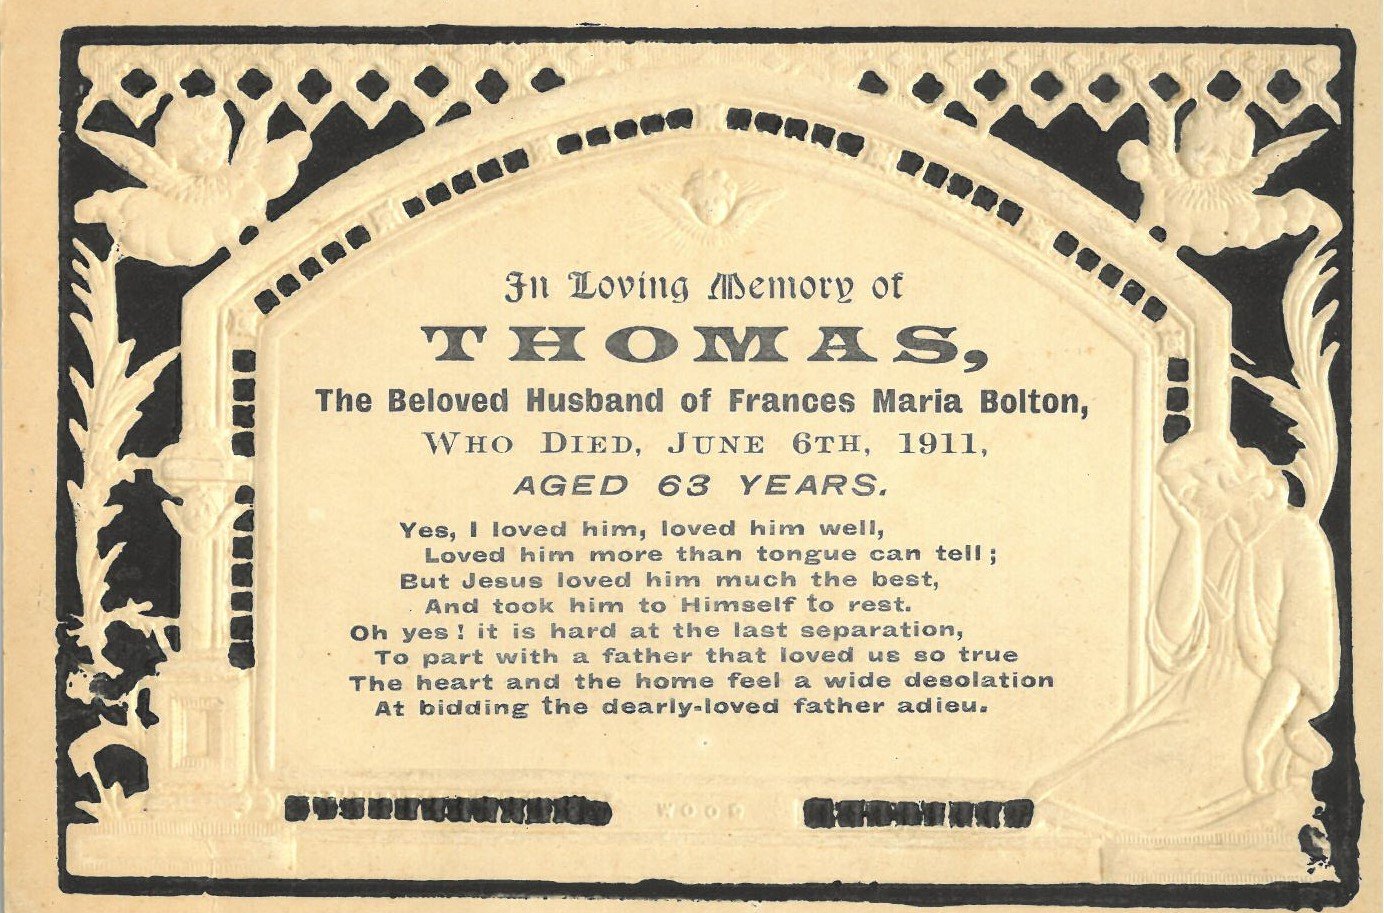 In Loving Memory of
THOMAS,
The Beloved Husband of Frances Maria Bolton,
WHO DIED, JUNE 6TH, 1911,
AGED 63 YEARS.
Yes, I loved him, loved him well,
Loved him more than tongue can tell;
But Jesus loved him much the best,
And took him to Himself to rest.
Oh yes! it is hard at the last separation,
To part with a father that loved us so true
The heart and the home feel a wide desolation
At bidding the dearly-loved father adieu.
WOOD